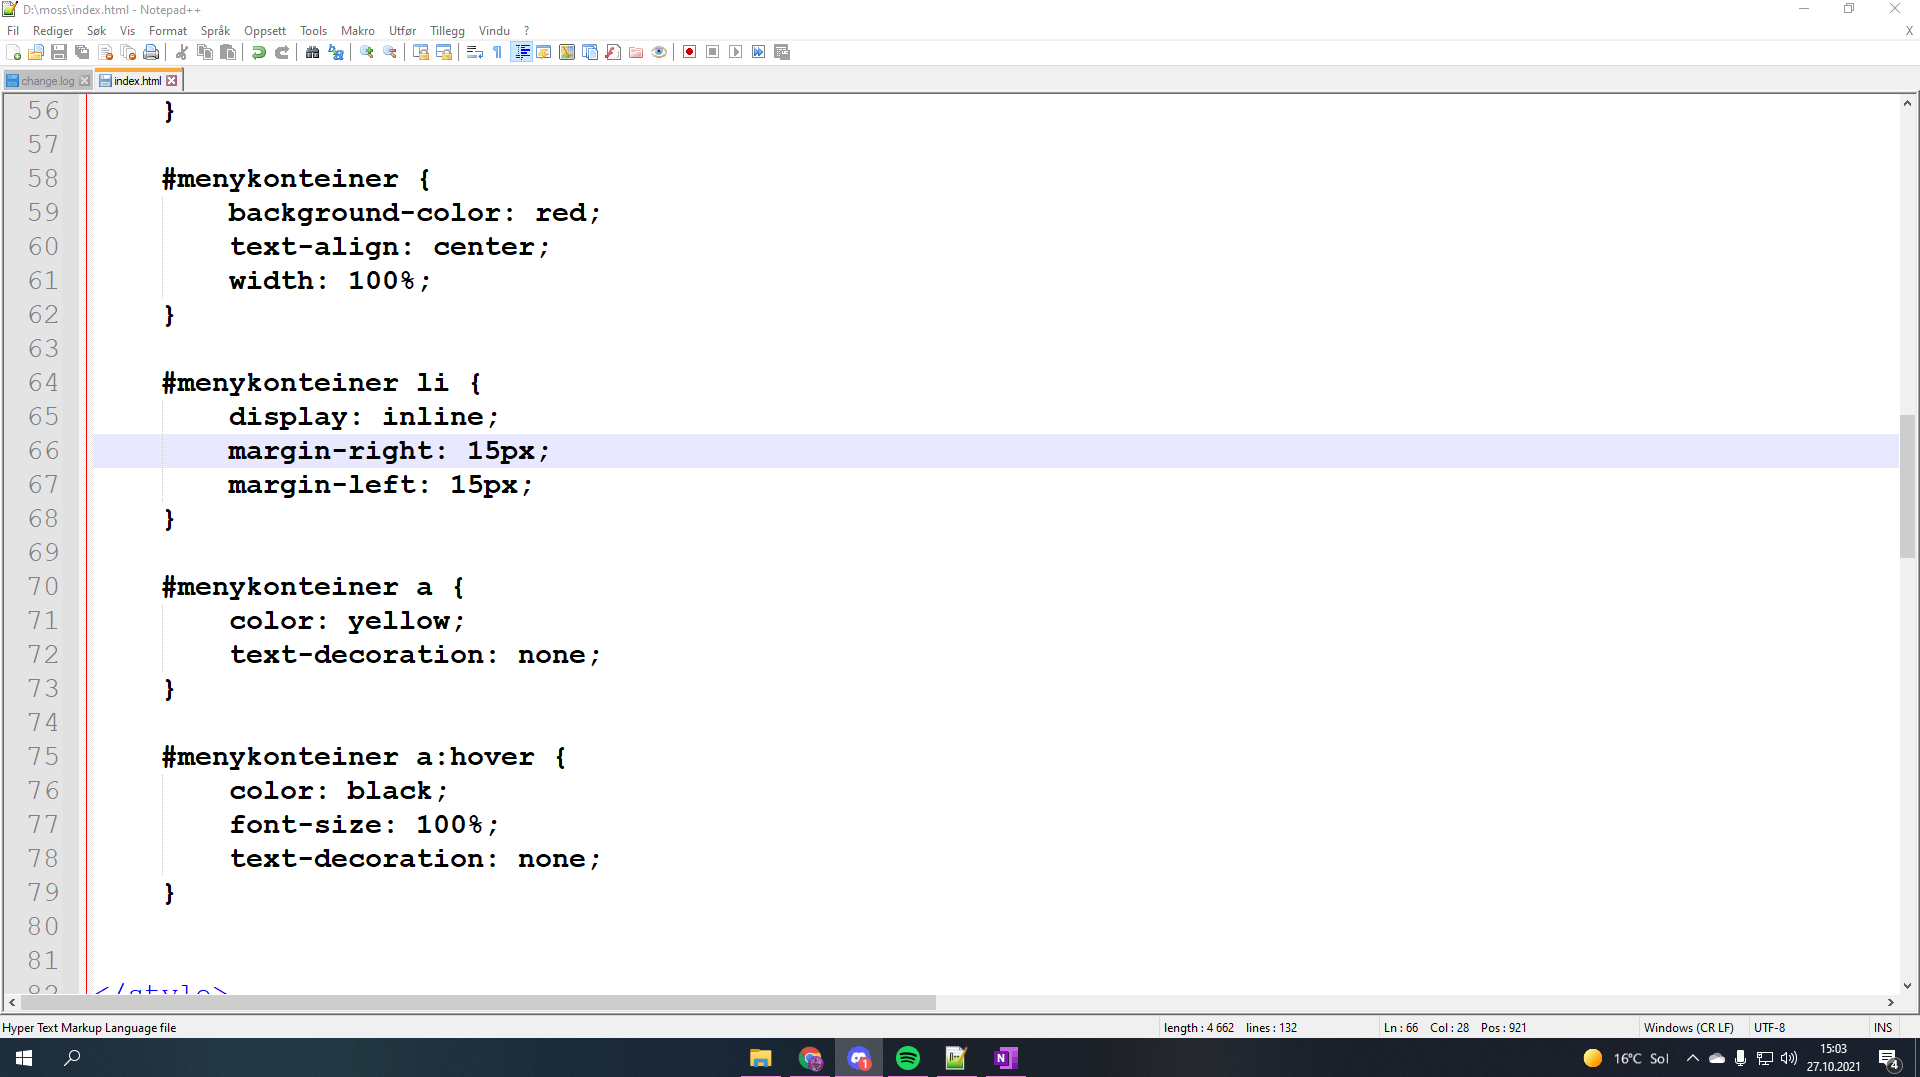 D:\moss\index.html - Notepad++
Fil Rediger Søk Vis Format Språk Oppsett Tools Makro Utfør Tillegg Vindu ? X
change.log index.html
56 }
57
58 #menykonteiner {
59 background-color: red;
60 text-align: center;
61 width: 100%;
62 }
63
64 #menykonteiner li {
65 display: inline;
66 margin-right: 15px;
67 margin-left: 15px;
68 }
69
70 #menykonteiner a {
71 color: yellow;
72 text-decoration: none;
73 }
74
75 #menykonteiner a:hover {
76 color: black;
77 font-size: 100%;
78 text-decoration: none;
79 }
80
81
82 </style>
Hyper Text Markup Language file length : 4 662 lines : 132 Ln : 66 Col : 28 Pos : 921 Windows (CR LF) UTF-8 INS
16°C Sol 15:03
27.10.2021
1
N
4